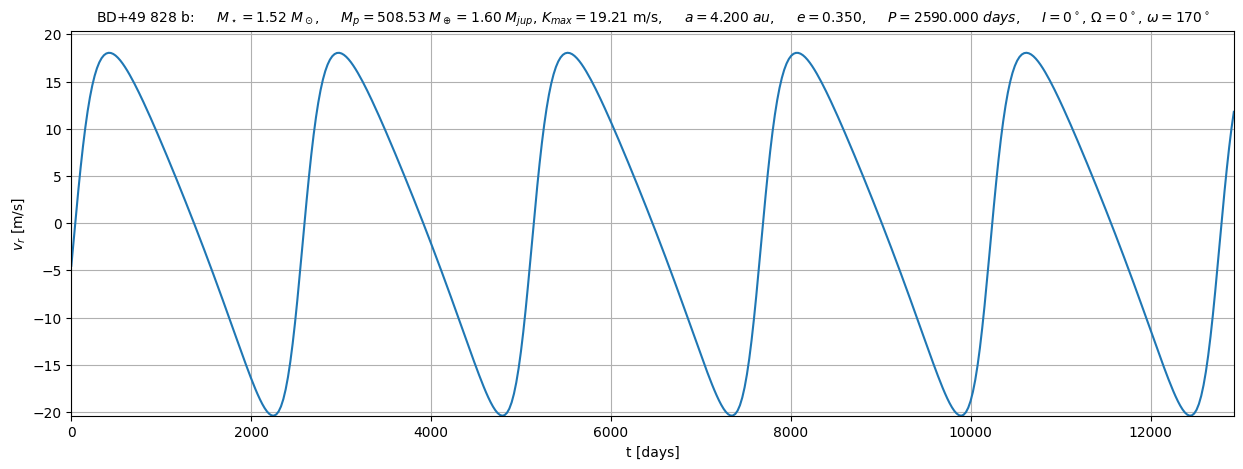 BD+49 828 b: M⋆ = 1.52 M⊙, Mₚ = 508.53 M⊕ = 1.60 Mjup, Kmax = 19.21 m/s, a = 4.200 au, e = 0.350, P = 2590.000 days, I = 0°, Ω = 0°, ω = 170°
20
15
10
5
0
−5
−10
−15
−20
vᵣ [m/s]
0 2000 4000 6000 8000 10000 12000
t [days]